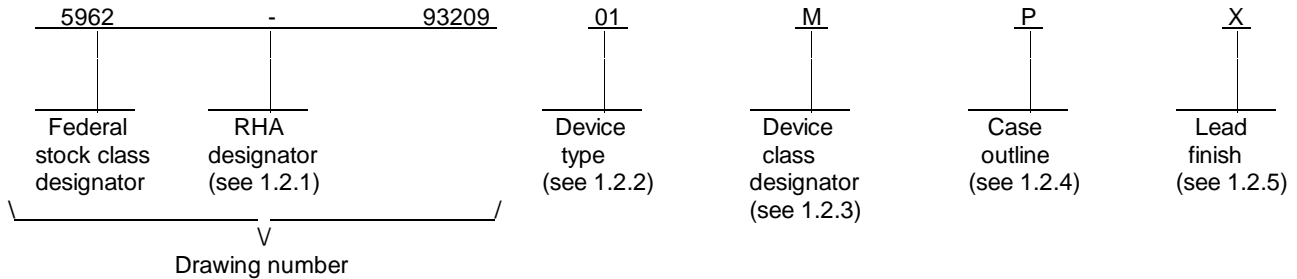 5962 - 93209 01 M P X
Federal stock class designator
RHA designator (see 1.2.1)
Device type (see 1.2.2)
Device class designator (see 1.2.3)
Case outline (see 1.2.4)
Lead finish (see 1.2.5)
Drawing number